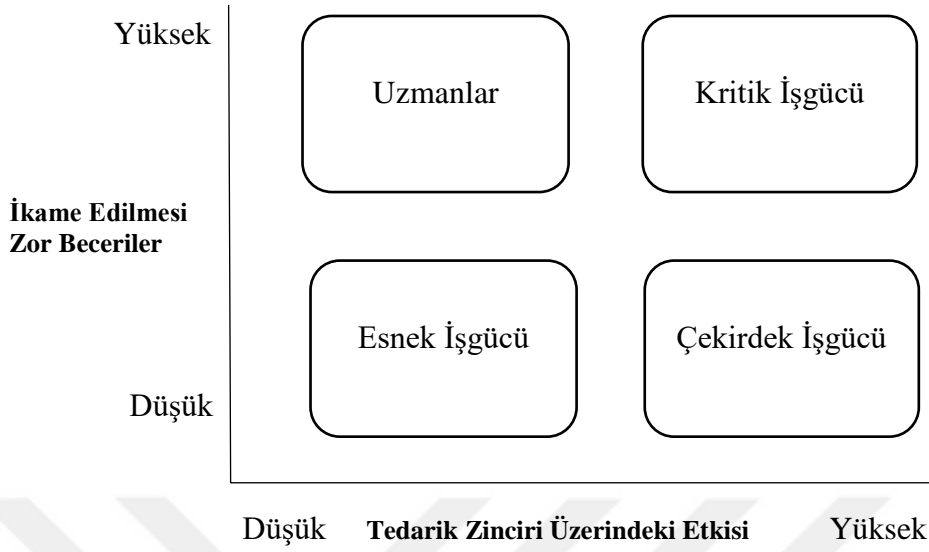 Yüksek
Uzmanlar
Kritik İşgücü
İkame Edilmesi
Zor Beceriler
Esnek İşgücü
Çekirdek İşgücü
Düşük
Düşük
Tedarik Zinciri Üzerindeki Etkisi
Yüksek